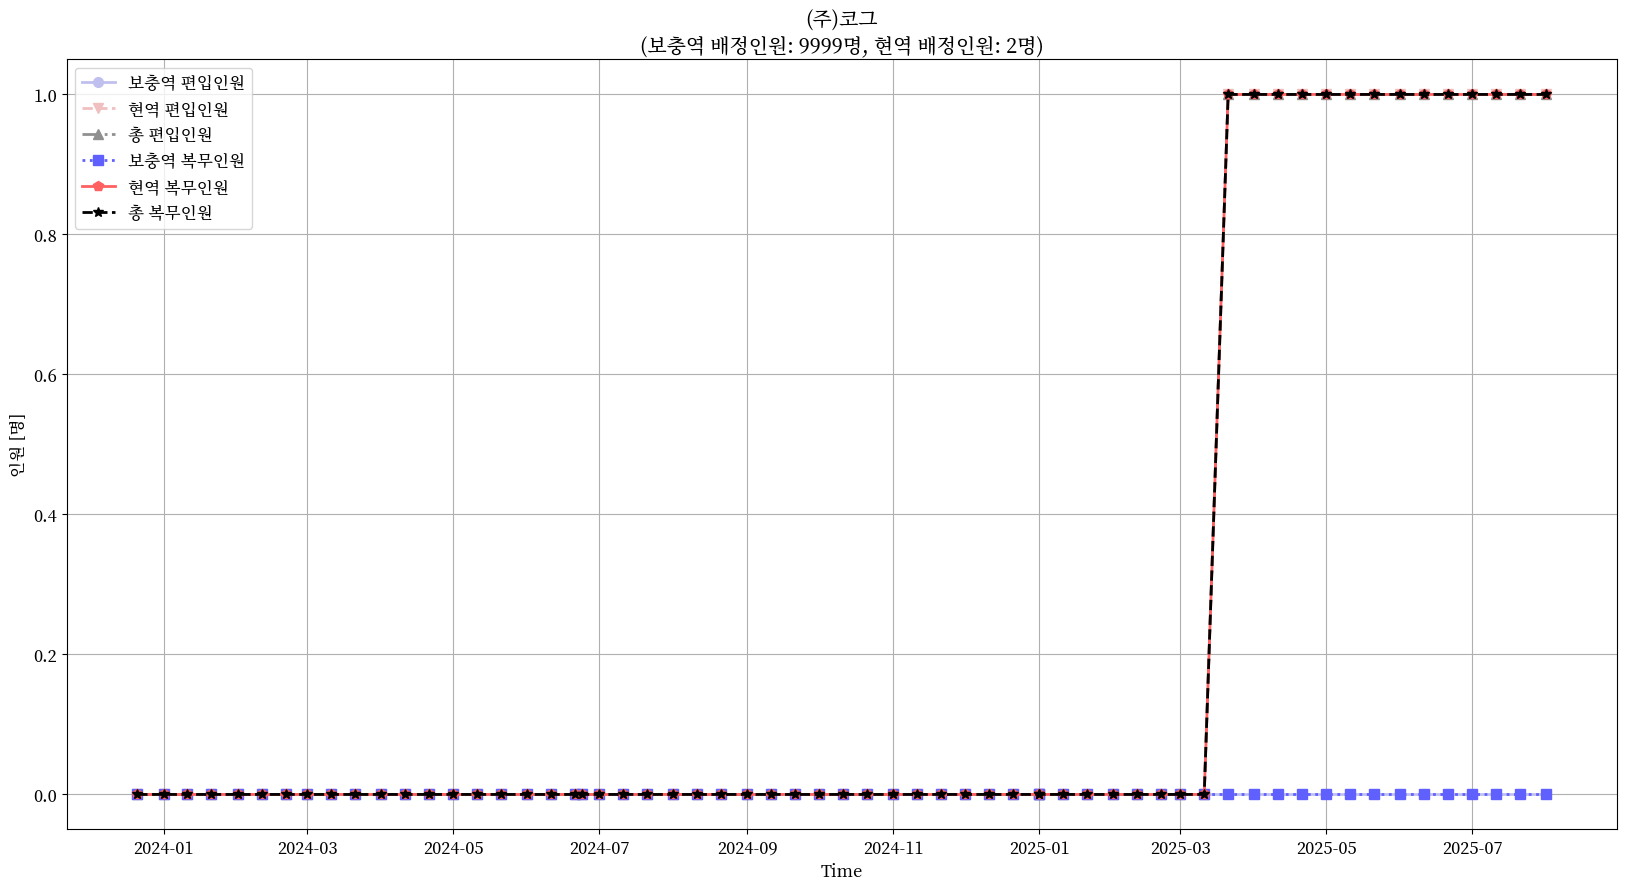 (주)코그
(보충역 배정인원: 9999명, 현역 배정인원: 2명)
보충역 편입인원
현역 편입인원
총 편입인원
보충역 복무인원
현역 복무인원
총 복무인원
1.0
0.8
0.6
0.4
0.2
0.0
인원 [명]
2024-01
2024-03
2024-05
2024-07
2024-09
2024-11
2025-01
2025-03
2025-05
2025-07
Time